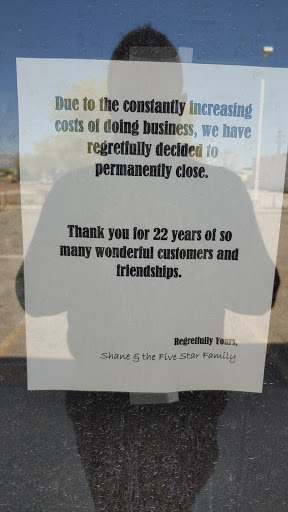 Due to the constantly increasing
costs of doing business, we have
regretfully decided to
permanently close.
Thank you for 22 years of so
many wonderful customers and
friendships.
Regretfully Yours,
Shane & the Five Star Family